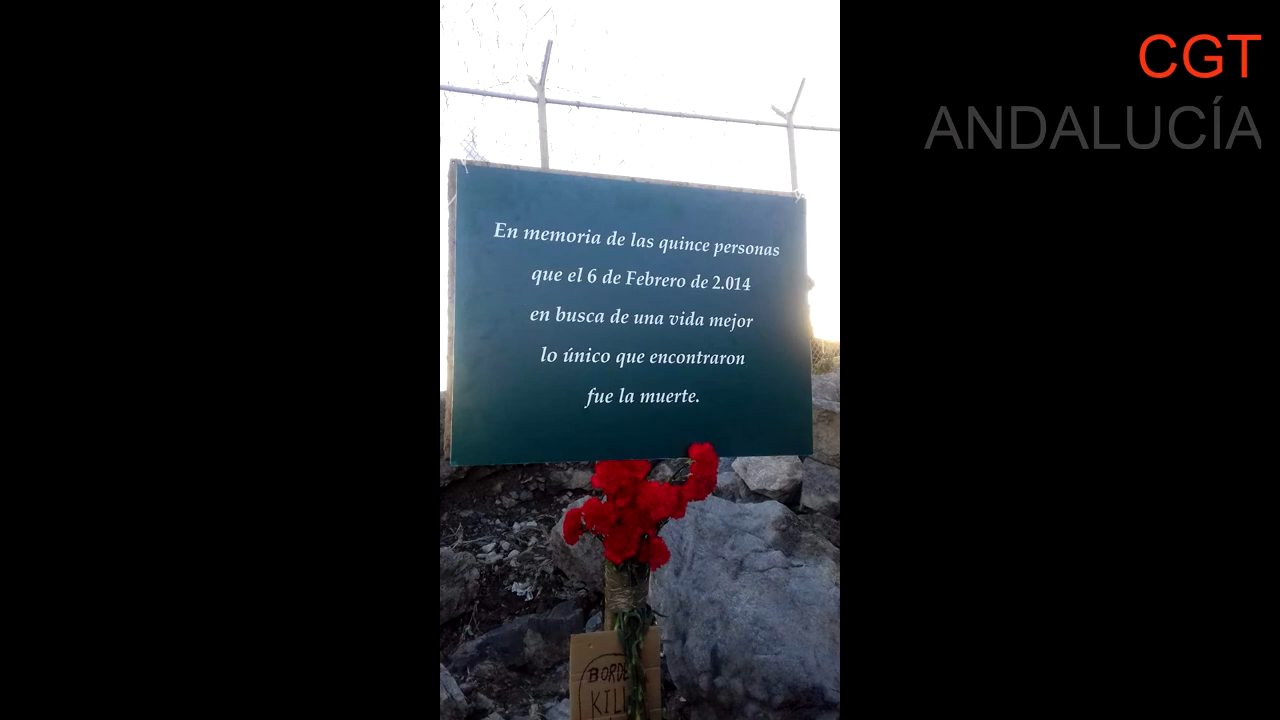 CGT
ANDALUCÍA
En memoria de las quince personas
que el 6 de Febrero de 2.014
en busca de una vida mejor
lo único que encontraron
fue la muerte.